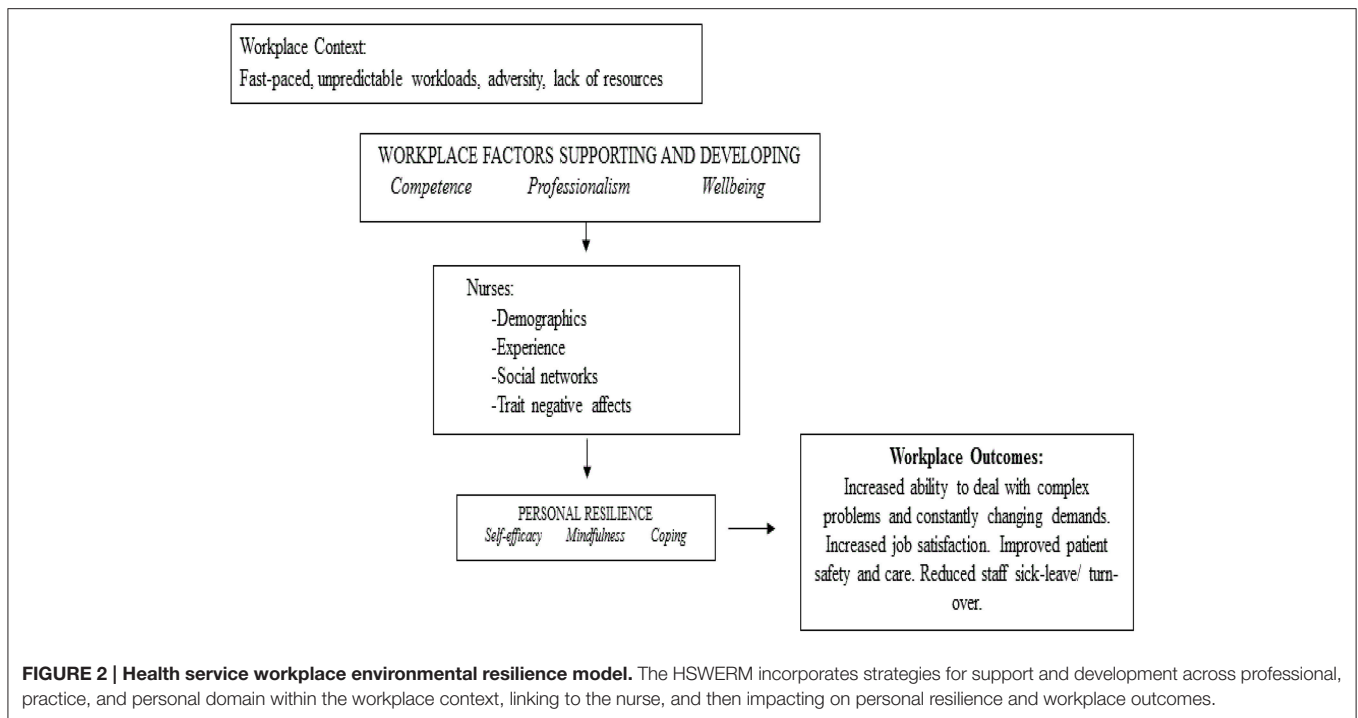 Workplace Context:
Fast-paced, unpredictable workloads, adversity, lack of resources
WORKPLACE FACTORS SUPPORTING AND DEVELOPING
Competence Professionalism Wellbeing
Nurses:
-Demographics
-Experience
-Social networks
-Trait negative affects
PERSONAL RESILIENCE
Self-efficacy Mindfulness Coping
Workplace Outcomes:
Increased ability to deal with complex
problems and constantly changing demands.
Increased job satisfaction. Improved patient
safety and care. Reduced staff sick-leave/ turn-
over.
FIGURE 2 | Health service workplace environmental resilience model. The HSWERM incorporates strategies for support and development across professional,
practice, and personal domain within the workplace context, linking to the nurse, and then impacting on personal resilience and workplace outcomes.